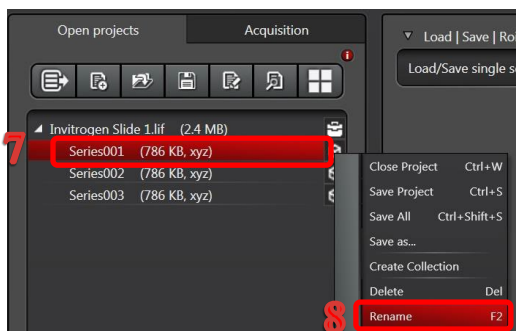 Open projects
Acquisition
i
Load | Save | Roi
Load/Save single s
Invitrogen Slide 1.lif (2.4 MB)
7
Series001 (786 KB, xyz)
Series002 (786 KB, xyz)
Series003 (786 KB, xyz)
Close Project Ctrl+W
Save Project Ctrl+S
Save All Ctrl+Shift+S
Save as...
Create Collection
Delete Del
8
Rename F2